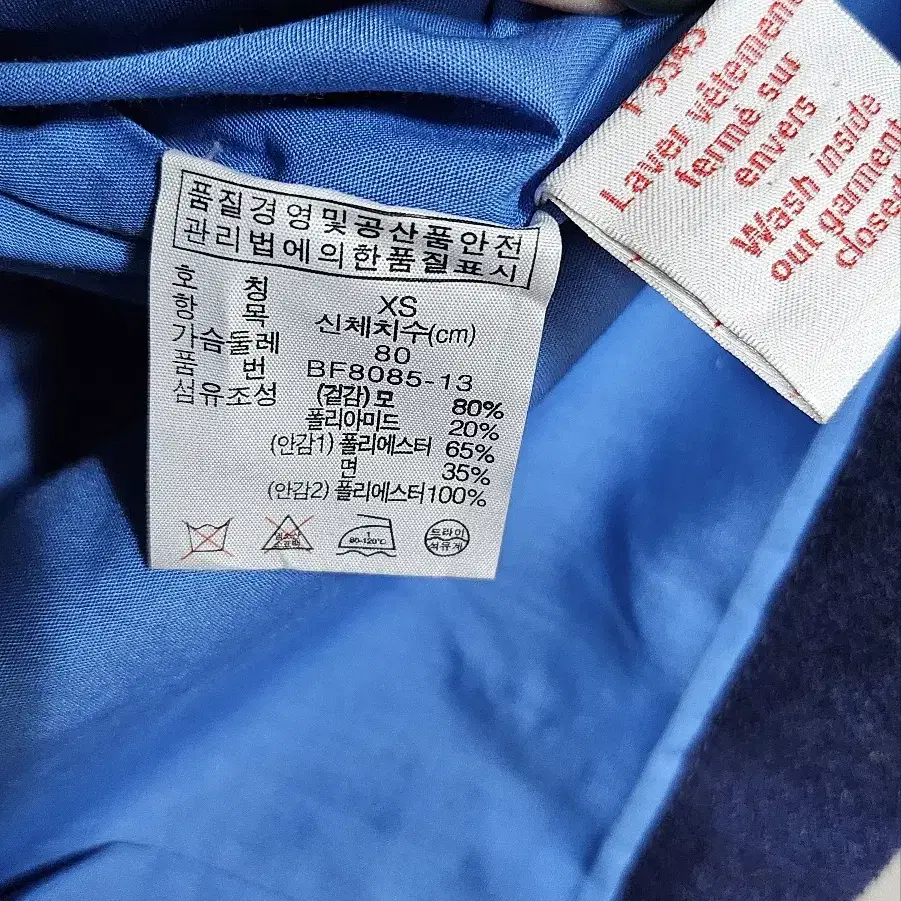 품질경영및공산품안전
관리법에의한품질표시
호 칭 XS
항 목 신체치수(cm)
가슴둘레 80
품 번 BF8085-13
섬유조성 (겉감) 모 80%
폴리아미드 20%
(안감1) 폴리에스터 65%
면 35%
(안감2) 폴리에스터 100%
1
80-120°C
드라이
석유계
Laver vêtement
fermé sur
envers
Wash inside
out garment
closed